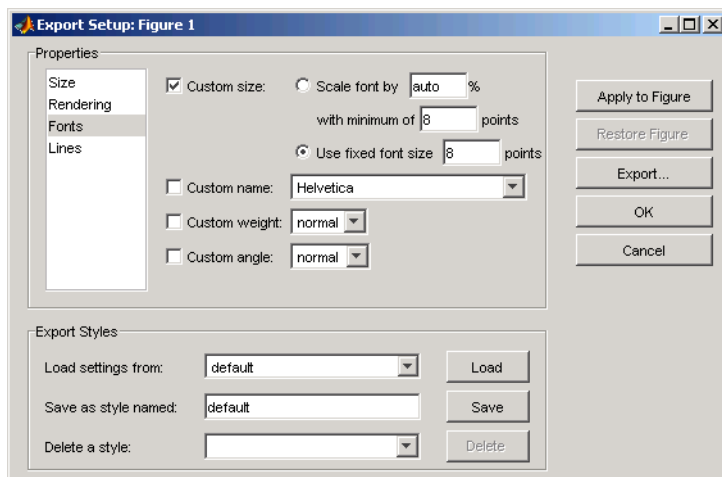 Export Setup: Figure 1
Properties
Size
Rendering
Fonts
Lines
Custom size:
Scale font by auto %
with minimum of 8 points
Use fixed font size 8 points
Custom name: Helvetica
Custom weight: normal
Custom angle: normal
Apply to Figure
Restore Figure
Export...
OK
Cancel
Export Styles
Load settings from: default Load
Save as style named: default Save
Delete a style: Delete